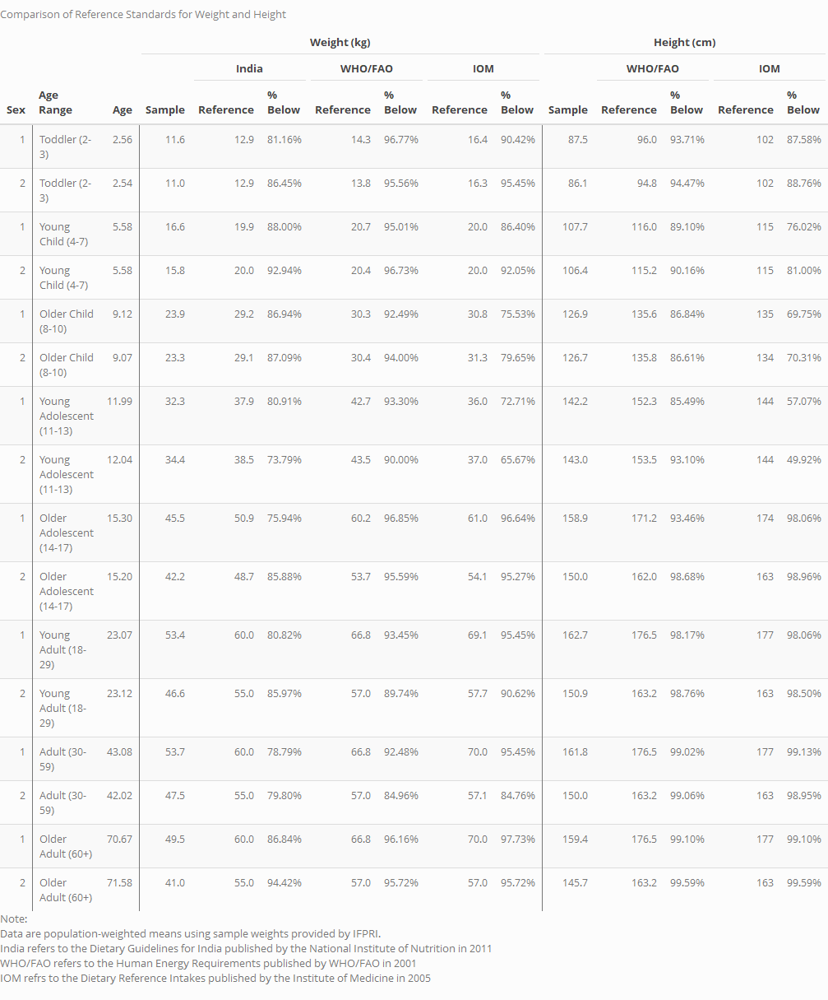 Comparison of Reference Standards for Weight and Height
Weight (kg) Height (cm)
India WHO/FAO IOM WHO/FAO IOM
Age % % % % %
Sex Range Age Sample Reference Below Reference Below Reference Below Sample Reference Below Reference Below
1 Toddler (2- 2.56 11.6 12.9 81.16% 14.3 96.77% 16.4 90.42% 87.5 96.0 93.71% 102 87.58%
3)
2 Toddler (2- 2.54 11.0 12.9 86.45% 13.8 95.56% 16.3 95.45% 86.1 94.8 94.47% 102 88.76%
3)
1 Young 5.58 16.6 19.9 88.00% 20.7 95.01% 20.0 86.40% 107.7 116.0 89.10% 115 76.02%
Child (4-7)
2 Young 5.58 15.8 20.0 92.94% 20.4 96.73% 20.0 92.05% 106.4 115.2 90.16% 115 81.00%
Child (4-7)
1 Older Child 9.12 23.9 29.2 86.94% 30.3 92.49% 30.8 75.53% 126.9 135.6 86.84% 135 69.75%
(8-10)
2 Older Child 9.07 23.3 29.1 87.09% 30.4 94.00% 31.3 79.65% 126.7 135.8 86.61% 134 70.31%
(8-10)
1 Young 11.99 32.3 37.9 80.91% 42.7 93.30% 36.0 72.71% 142.2 152.3 85.49% 144 57.07%
Adolescent
(11-13)
2 Young 12.04 34.4 38.5 73.79% 43.5 90.00% 37.0 65.67% 143.0 153.5 93.10% 144 49.92%
Adolescent
(11-13)
1 Older 15.30 45.5 50.9 75.94% 60.2 96.85% 61.0 96.64% 158.9 171.2 93.46% 174 98.06%
Adolescent
(14-17)
2 Older 15.20 42.2 48.7 85.88% 53.7 95.59% 54.1 95.27% 150.0 162.0 98.68% 163 98.96%
Adolescent
(14-17)
1 Young 23.07 53.4 60.0 80.82% 66.8 93.45% 69.1 95.45% 162.7 176.5 98.17% 177 98.06%
Adult (18-
29)
2 Young 23.12 46.6 55.0 85.97% 57.0 89.74% 57.7 90.62% 150.9 163.2 98.76% 163 98.50%
Adult (18-
29)
1 Adult (30- 43.08 53.7 60.0 78.79% 66.8 92.48% 70.0 95.45% 161.8 176.5 99.02% 177 99.13%
59)
2 Adult (30- 42.02 47.5 55.0 79.80% 57.0 84.96% 57.1 84.76% 150.0 163.2 99.06% 163 98.95%
59)
1 Older 70.67 49.5 60.0 86.84% 66.8 96.16% 70.0 97.73% 159.4 176.5 99.10% 177 99.10%
Adult (60+)
2 Older 71.58 41.0 55.0 94.42% 57.0 95.72% 57.0 95.72% 145.7 163.2 99.59% 163 99.59%
Adult (60+)
Note:
Data are population-weighted means using sample weights provided by IFPRI.
India refers to the Dietary Guidelines for India published by the National Institute of Nutrition in 2011
WHO/FAO refers to the Human Energy Requirements published by WHO/FAO in 2001
IOM refrs to the Dietary Reference Intakes published by the Institute of Medicine in 2005